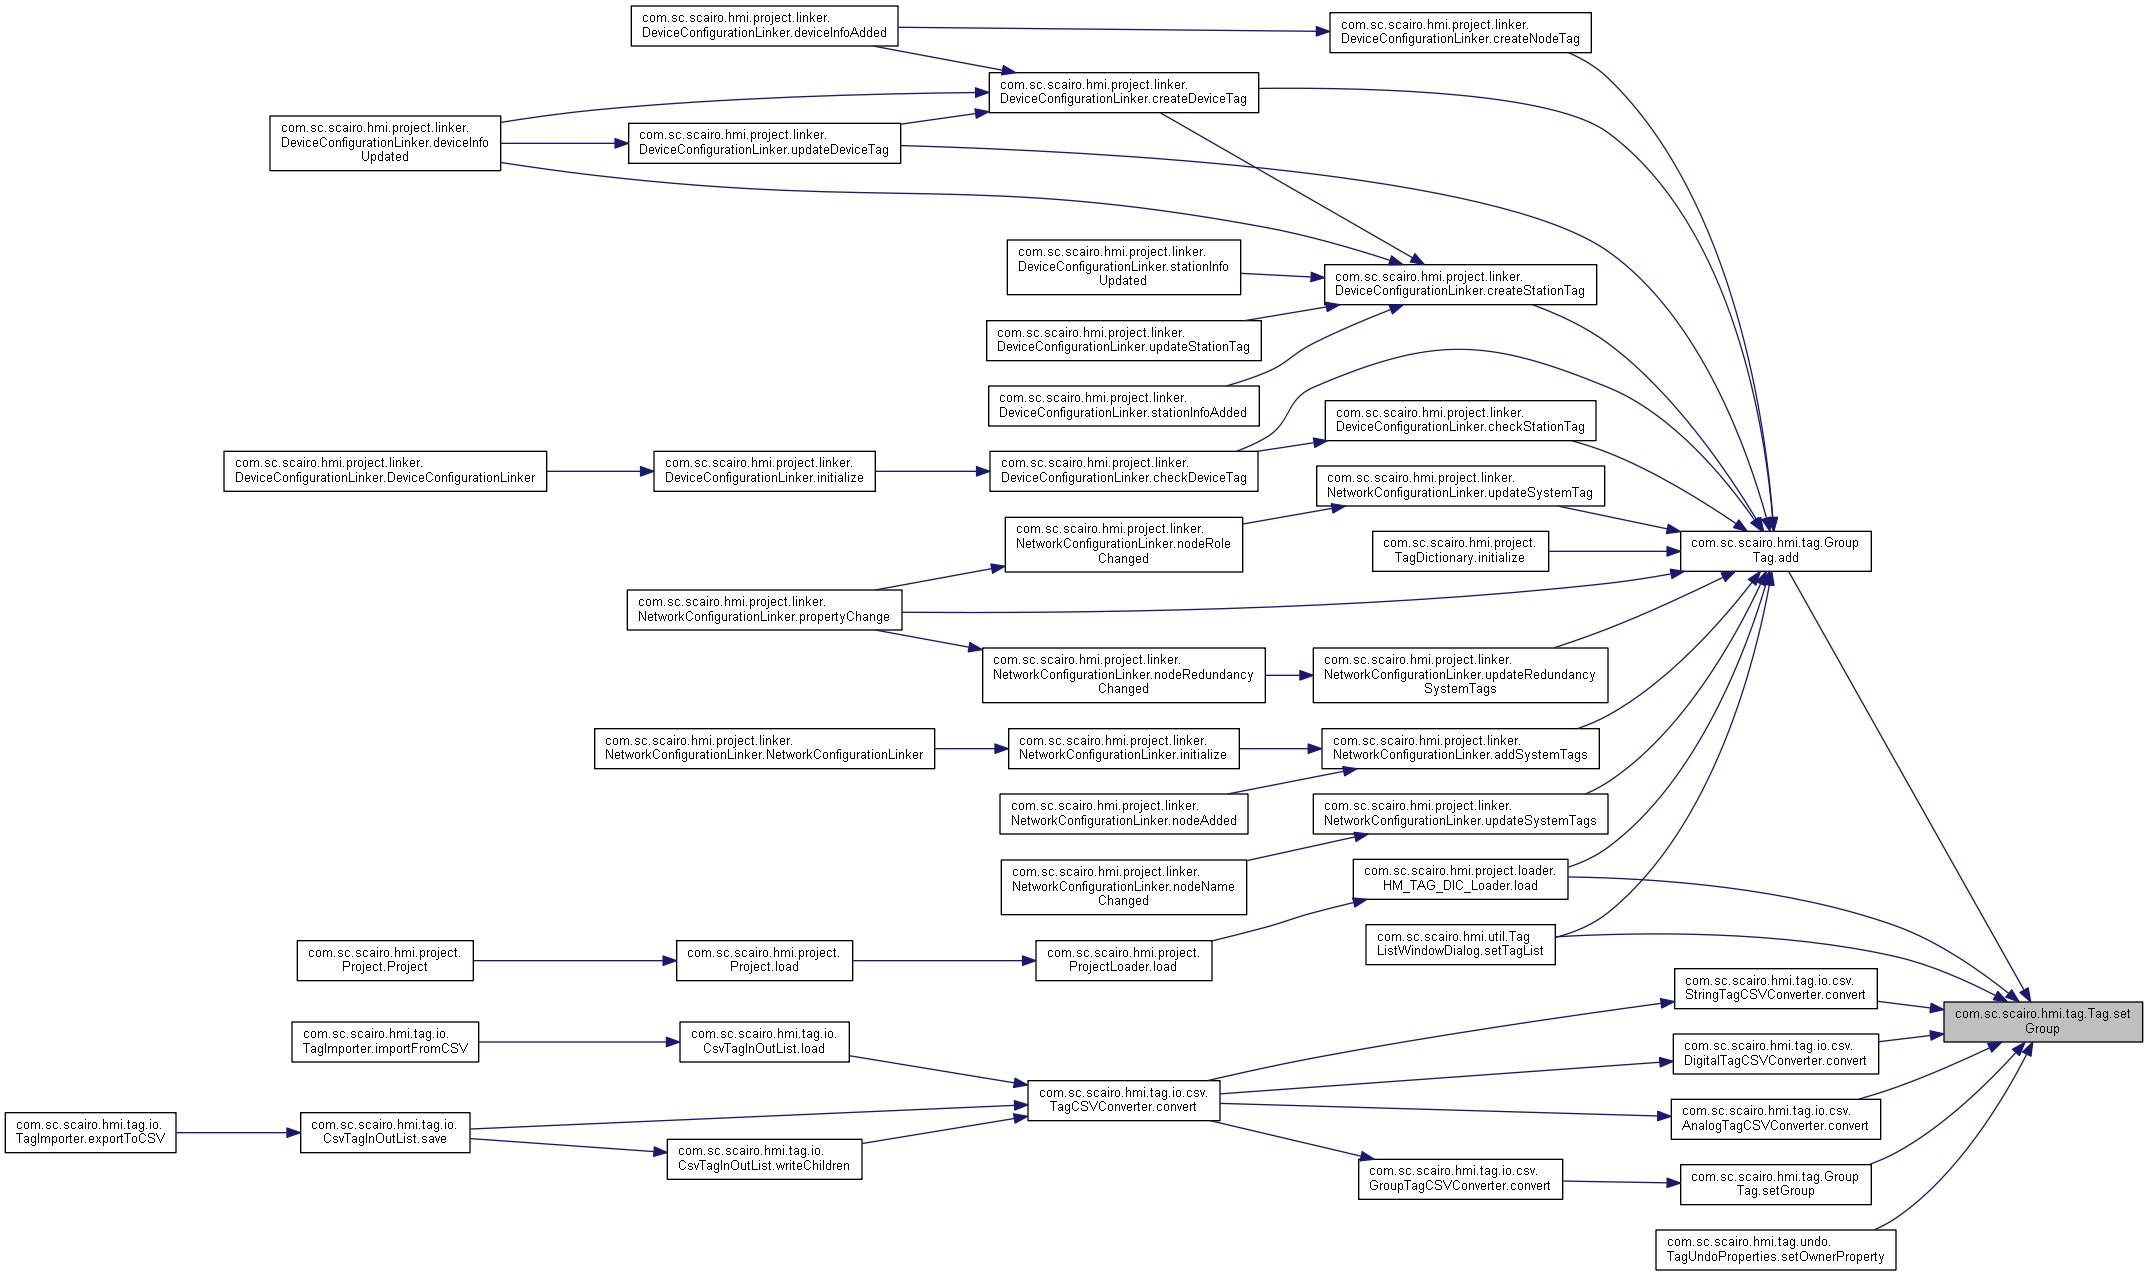 com.sc.scairo.hmi.project.linker.
DeviceConfigurationLinker.deviceInfoAdded
com.sc.scairo.hmi.project.linker.
DeviceConfigurationLinker.createNodeTag
com.sc.scairo.hmi.project.linker.
DeviceConfigurationLinker.createDeviceTag
com.sc.scairo.hmi.project.linker.
DeviceConfigurationLinker.deviceInfo
Updated
com.sc.scairo.hmi.project.linker.
DeviceConfigurationLinker.updateDeviceTag
com.sc.scairo.hmi.project.linker.
DeviceConfigurationLinker.stationInfo
Updated
com.sc.scairo.hmi.project.linker.
DeviceConfigurationLinker.createStationTag
com.sc.scairo.hmi.project.linker.
DeviceConfigurationLinker.updateStationTag
com.sc.scairo.hmi.project.linker.
DeviceConfigurationLinker.stationInfoAdded
com.sc.scairo.hmi.project.linker.
DeviceConfigurationLinker.checkStationTag
com.sc.scairo.hmi.project.linker.
DeviceConfigurationLinker.DeviceConfigurationLinker
com.sc.scairo.hmi.project.linker.
DeviceConfigurationLinker.initialize
com.sc.scairo.hmi.project.linker.
DeviceConfigurationLinker.checkDeviceTag
com.sc.scairo.hmi.project.linker.
NetworkConfigurationLinker.updateSystemTag
com.sc.scairo.hmi.project.linker.
NetworkConfigurationLinker.nodeRole
Changed
com.sc.scairo.hmi.project.
TagDictionary.initialize
com.sc.scairo.hmi.tag.Group
Tag.add
com.sc.scairo.hmi.project.linker.
NetworkConfigurationLinker.propertyChange
com.sc.scairo.hmi.project.linker.
NetworkConfigurationLinker.nodeRedundancy
Changed
com.sc.scairo.hmi.project.linker.
NetworkConfigurationLinker.updateRedundancy
SystemTags
com.sc.scairo.hmi.project.linker.
NetworkConfigurationLinker.NetworkConfigurationLinker
com.sc.scairo.hmi.project.linker.
NetworkConfigurationLinker.initialize
com.sc.scairo.hmi.project.linker.
NetworkConfigurationLinker.addSystemTags
com.sc.scairo.hmi.project.linker.
NetworkConfigurationLinker.nodeAdded
com.sc.scairo.hmi.project.linker.
NetworkConfigurationLinker.updateSystemTags
com.sc.scairo.hmi.project.linker.
NetworkConfigurationLinker.nodeName
Changed
com.sc.scairo.hmi.project.loader.
HM_TAG_DIC_Loader.load
com.sc.scairo.hmi.util.Tag
ListWindowDialog.setTagList
com.sc.scairo.hmi.project.
Project.Project
com.sc.scairo.hmi.project.
Project.load
com.sc.scairo.hmi.project.
ProjectLoader.load
com.sc.scairo.hmi.tag.io.csv.
StringTagCSVConverter.convert
com.sc.scairo.hmi.tag.Tag.set
Group
com.sc.scairo.hmi.tag.io.
TagImporter.importFromCSV
com.sc.scairo.hmi.tag.io.
CsvTagInOutList.load
com.sc.scairo.hmi.tag.io.csv.
DigitalTagCSVConverter.convert
com.sc.scairo.hmi.tag.io.csv.
TagCSVConverter.convert
com.sc.scairo.hmi.tag.io.csv.
AnalogTagCSVConverter.convert
com.sc.scairo.hmi.tag.io.
TagImporter.exportToCSV
com.sc.scairo.hmi.tag.io.
CsvTagInOutList.save
com.sc.scairo.hmi.tag.io.
CsvTagInOutList.writeChildren
com.sc.scairo.hmi.tag.io.csv.
GroupTagCSVConverter.convert
com.sc.scairo.hmi.tag.Group
Tag.setGroup
com.sc.scairo.hmi.tag.undo.
TagUndoProperties.setOwnerProperty